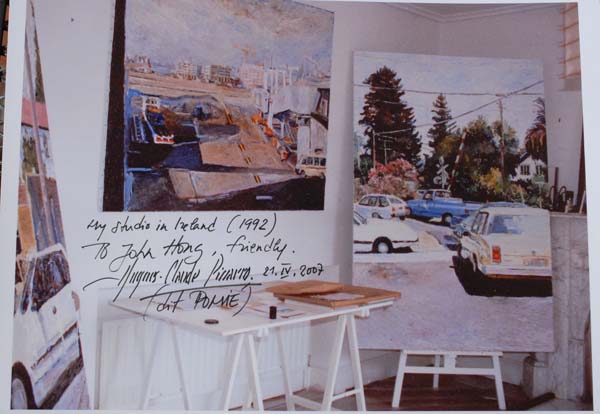 My studio in Ireland (1992)
To John Hong friendly.
Hugues-Claude Pissarro, 21.IV, 2007
(dit POMIÉ)